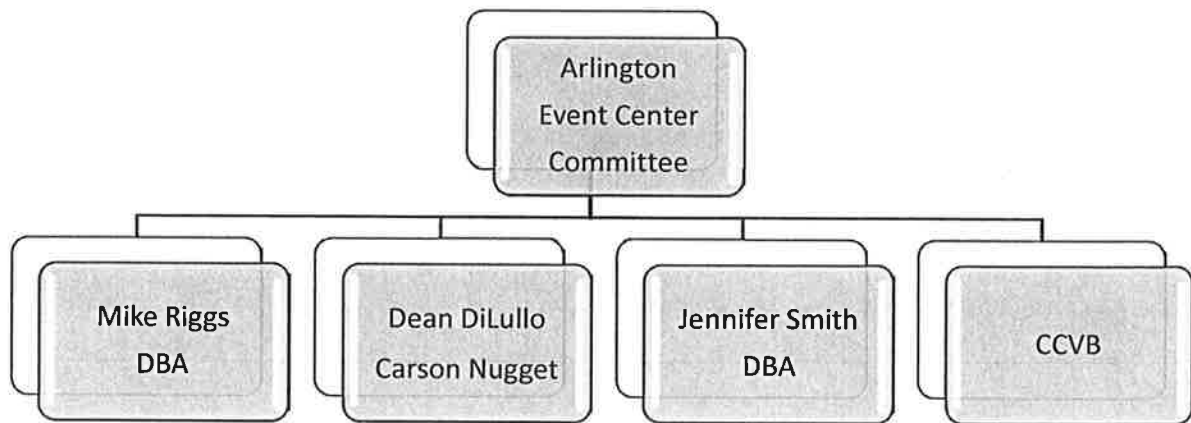 Arlington
Event Center
Committee
Mike Riggs
DBA
Dean DiLullo
Carson Nugget
Jennifer Smith
DBA
CCVB